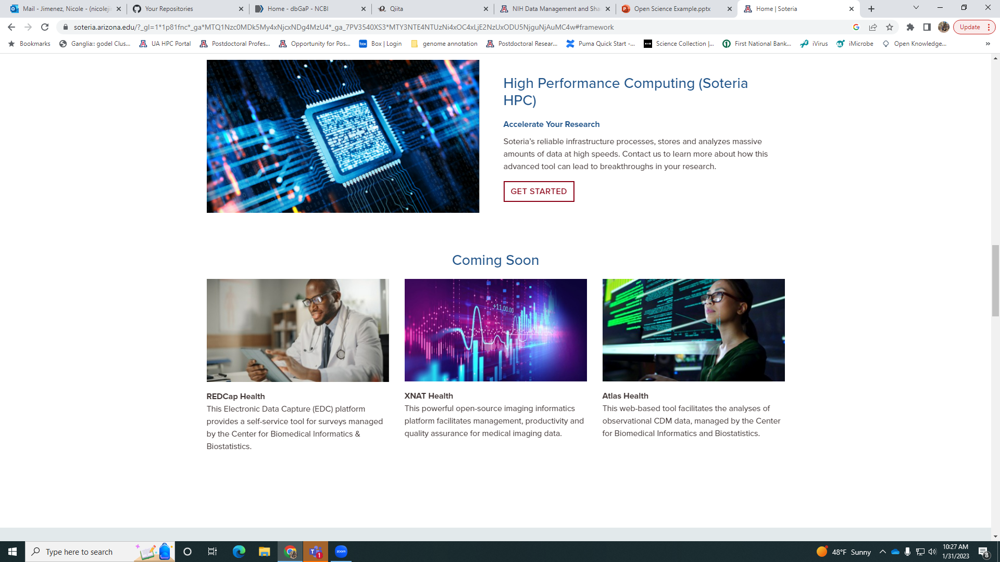 Mail - Jimenez, Nicole - (nicoleji
Your Repositories
Home - dbGaP - NCBI
Qiita
NIH Data Management and Sha
Open Science Example.pptx
Home | Soteria
soteria.arizona.edu/?_gl=1*1p81fnc*_ga*MTQ1Nzc0MDk5My4xNjcxNDg4MzU4*_ga_7PV3540XS3*MTY3NTE4NTUzNi4xOC4xLjE2NzUxODU5NjguNjAuMC4w#framework
Update
Bookmarks
Ganglia:: godel Clus...
UA HPC Portal
Postdoctoral Profes...
Opportunity for Pos...
Box | Login
genome annotation
Postdoctoral Resear...
Puma Quick Start -...
Science Collection |...
First National Bank...
iVirus
iMicrobe
Open Knowledge...
High Performance Computing (Soteria
HPC)
Accelerate Your Research
Soteria's reliable infrastructure processes, stores and analyzes massive
amounts of data at high speeds. Contact us to learn more about how this
advanced tool can lead to breakthroughs in your research.
GET STARTED
Coming Soon
+11,00.00
REDCap Health
This Electronic Data Capture (EDC) platform
provides a self-service tool for surveys managed
by the Center for Biomedical Informatics &
Biostatistics.
XNAT Health
This powerful open-source imaging informatics
platform facilitates management, productivity and
quality assurance for medical imaging data.
Atlas Health
This web-based tool facilitates the analyses of
observational CDM data, managed by the Center
for Biomedical Informatics and Biostatistics.
Type here to search
1
zoom
48°F Sunny
10:27 AM
1/31/2023
8